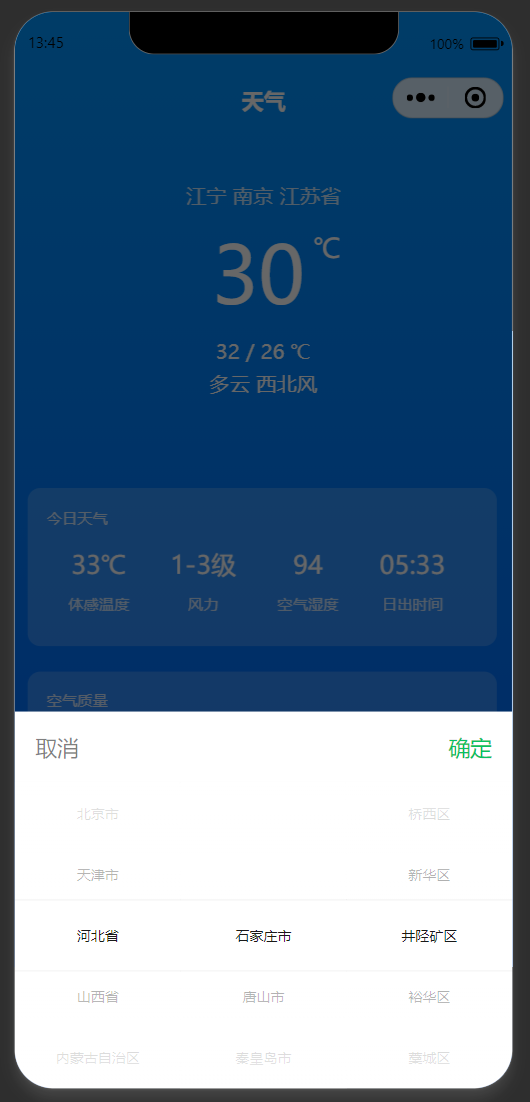 13:45
100%
天气
江宁 南京 江苏省
30 ℃
32 / 26 ℃
多云 西北风
今日天气
33℃ 1-3级 94 05:33
体感温度 风力 空气湿度 日出时间
空气质量
取消 确定
北京市 桥西区
天津市 新华区
河北省 石家庄市 井陉矿区
山西省 唐山市 裕华区
内蒙古自治区 秦皇岛市 藁城区